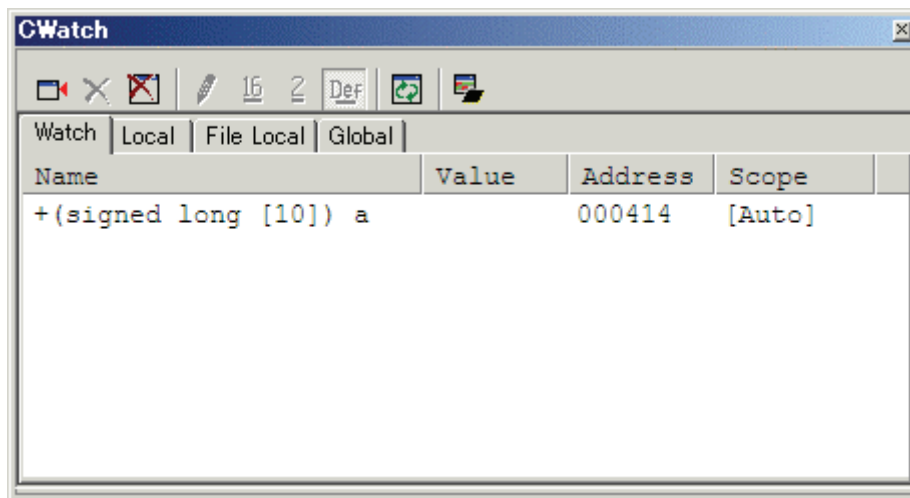 CWatch
16 2 Def
Watch Local File Local Global
Name Value Address Scope
+(signed long [10]) a 000414 [Auto]